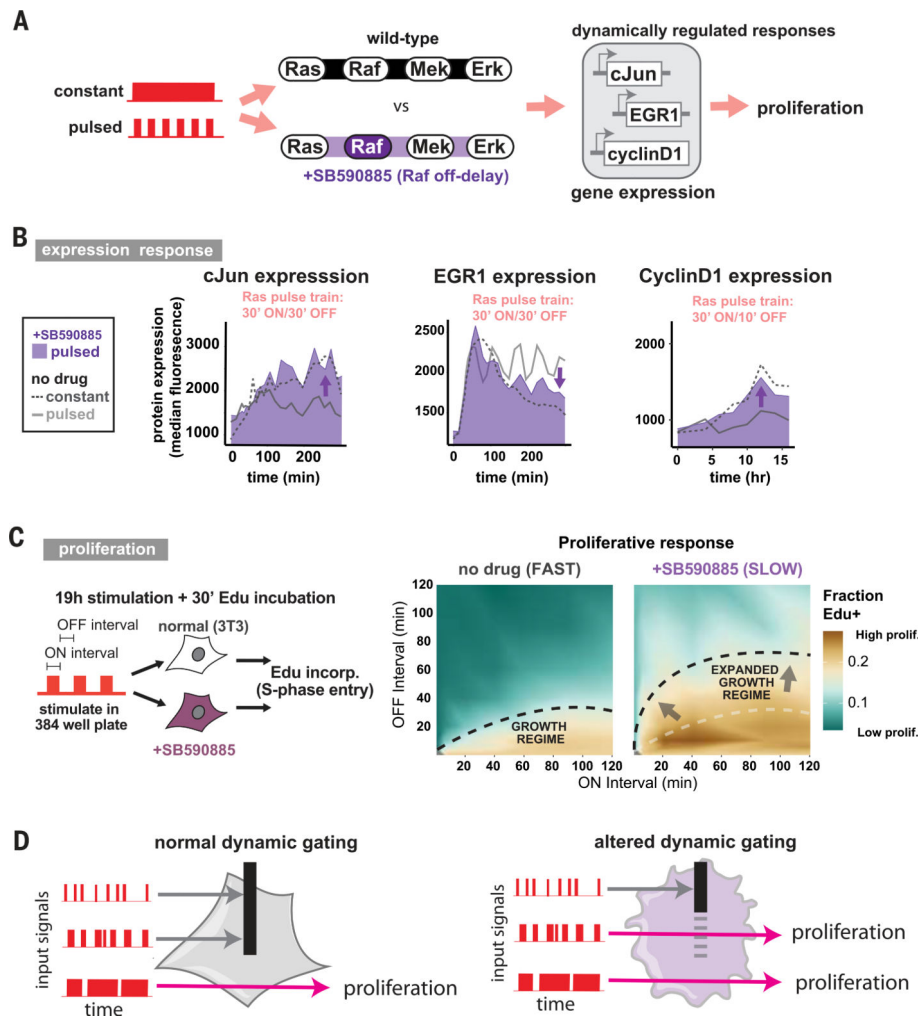 A
constant
pulsed
wild-type
Ras Raf Mek Erk
vs
Ras Raf Mek Erk
+SB590885 (Raf off-delay)
dynamically regulated responses
cJun
EGR1
cyclinD1
gene expression
proliferation
B
expression response
+SB590885
pulsed
no drug
constant
pulsed
cJun expresssion
Ras pulse train:
30' ON/30' OFF
protein expression
(median fluoresecnce)
3000
2000
1000
0 100 200
time (min)
EGR1 expression
Ras pulse train:
30' ON/30' OFF
2500
2000
1500
0 100 200
time (min)
CyclinD1 expression
Ras pulse train:
30' ON/10' OFF
2000
1000
0 5 10 15
time (hr)
C
proliferation
19h stimulation + 30' Edu incubation
OFF interval
ON interval
stimulate in
384 well plate
normal (3T3)
+SB590885
Edu incorp.
(S-phase entry)
Proliferative response
no drug (FAST)
+SB590885 (SLOW)
OFF Interval (min)
120
100
80
60
40
20
GROWTH
REGIME
20 40 60 80 100 120
EXPANDED
GROWTH
REGIME
20 40 60 80 100 120
ON Interval (min)
Fraction
Edu+
High prolif.
0.2
0.1
Low prolif.
D
normal dynamic gating
input signals
time
proliferation
altered dynamic gating
input signals
time
proliferation
proliferation